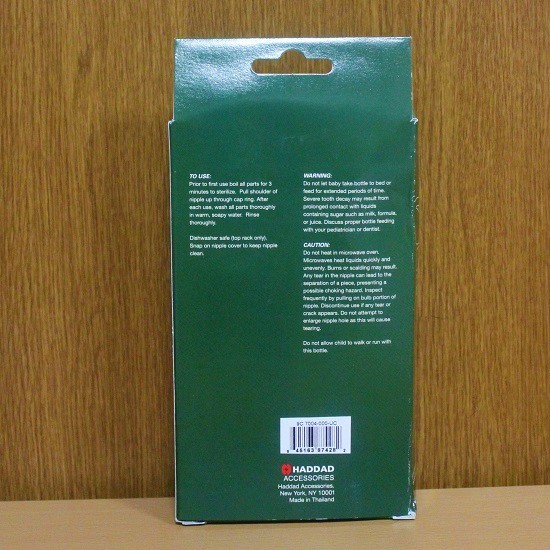 TO USE:
Prior to first use boil all parts for 3
minutes to sterilize. Pull shoulder of
nipple up through cap ring. After
each use, wash all parts thoroughly
in warm, soapy water. Rinse
thoroughly.
Dishwasher safe (top rack only).
Snap on nipple cover to keep nipple
clean.
WARNING:
Do not let baby take bottle to bed or
feed for extended periods of time.
Severe tooth decay may result from
prolonged contact with liquids
containing sugar such as milk, formula,
or juice. Discuss proper bottle feeding
with your pediatrician or dentist.
CAUTION:
Do not heat in microwave oven.
Microwaves heat liquids quickly and
unevenly. Burns or scalding may result.
Any tear in the nipple can lead to the
separation of a piece, presenting a
possible choking hazard. Inspect
frequently by pulling on bulb portion of
nipple. Discontinue use if any tear or
crack appears. Do not attempt to
enlarge nipple hole as this will cause
tearing.
Do not allow child to walk or run with
this bottle.
7004-000-UC
HADDAD
ACCESSORIES
Haddad Accessories.
New York, NY 10001
Made in Thailand